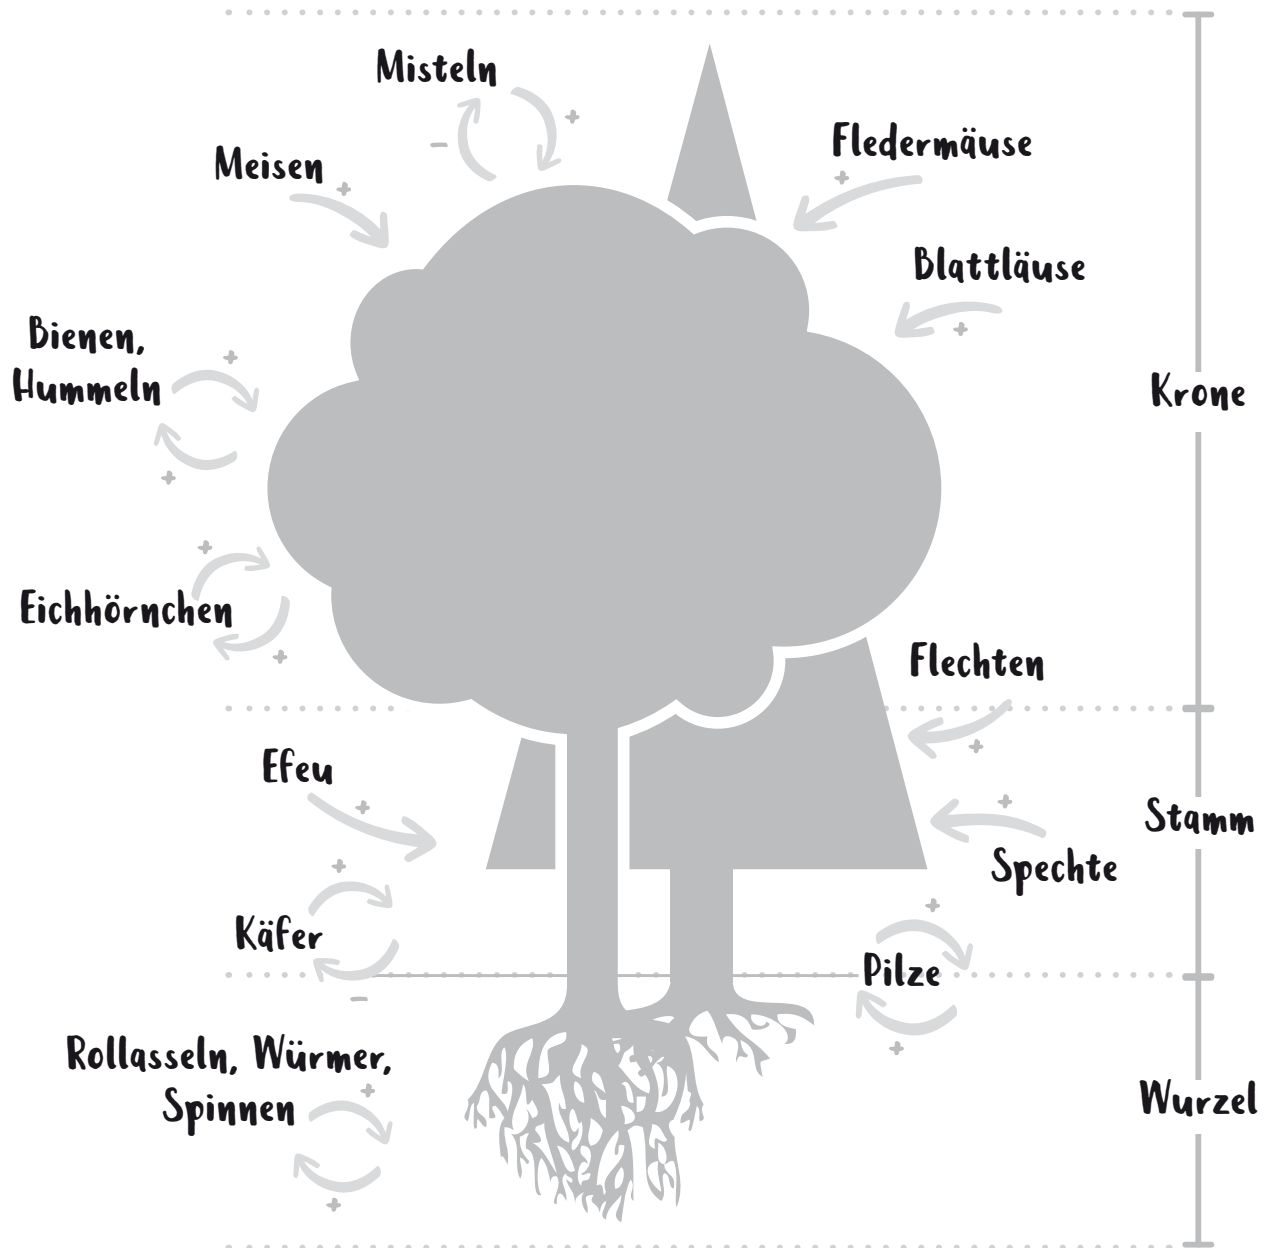 Misteln
Meisen
Fledermäuse
Blattläuse
Bienen,
Hummeln
Krone
Eichhörnchen
Flechten
Efeu
Stamm
Spechte
Käfer
Pilze
Rollasseln, Würmer,
Spinnen
Wurzel